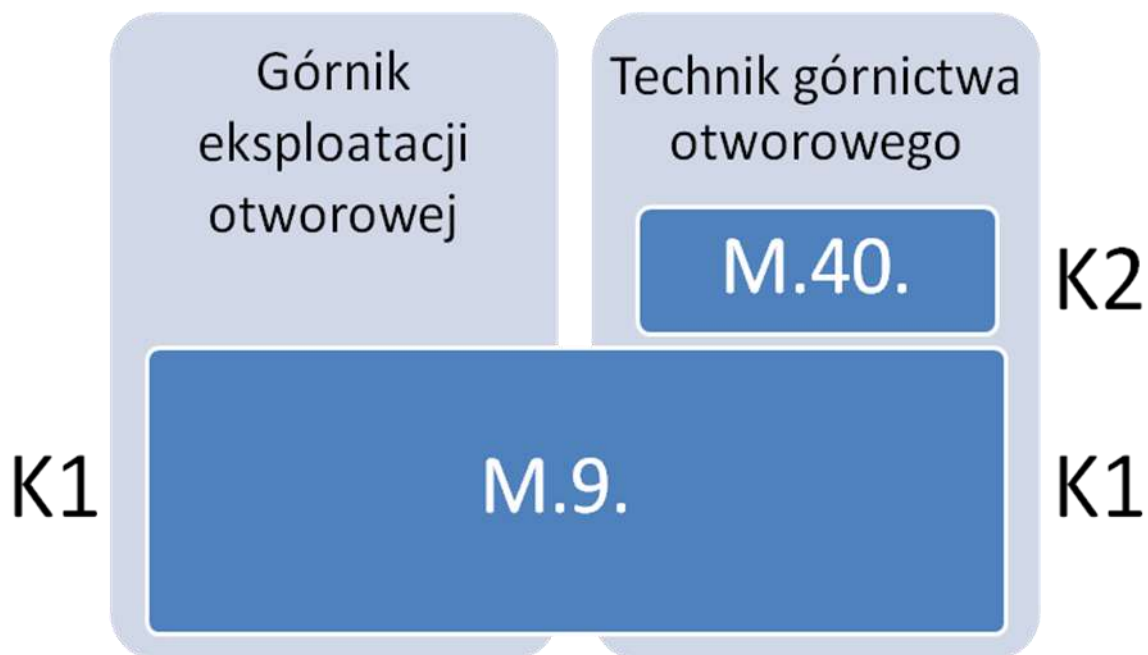 Górnik
eksploatacji
otworowej
Technik górnictwa
otworowego
M.40.
K2
K1
M.9.
K1